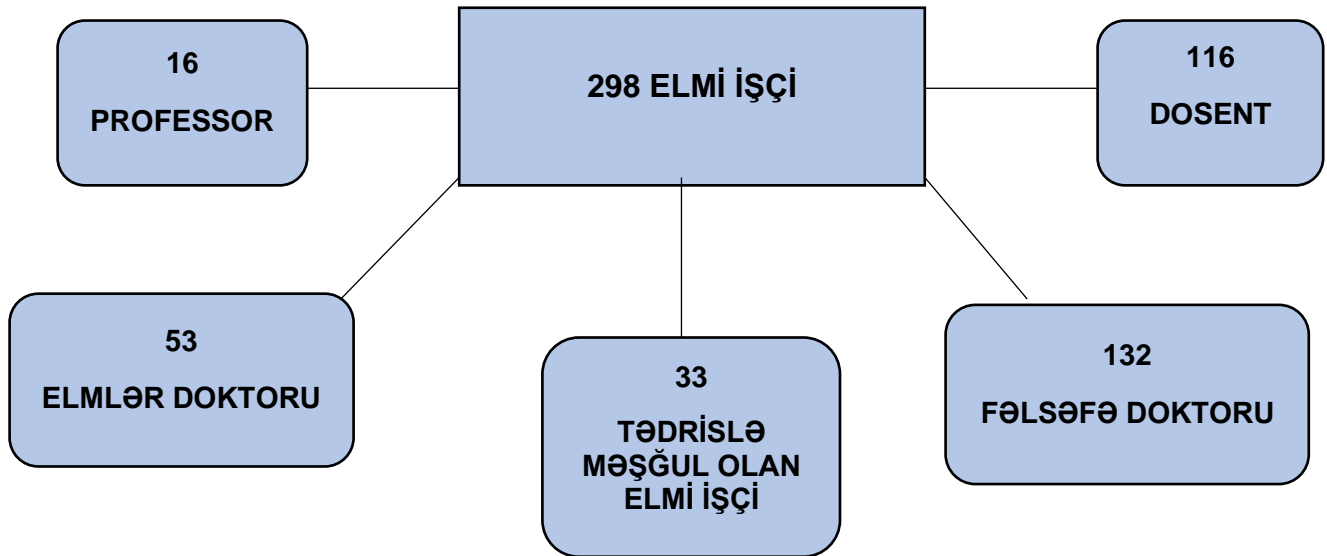 16
PROFESSOR
298 ELMİ İŞÇİ
116
DOSENT
53
ELMLƏR DOKTORU
33
TƏDRİSLƏ
MƏŞĞUL OLAN
ELMİ İŞÇİ
132
FƏLSƏFƏ DOKTORU